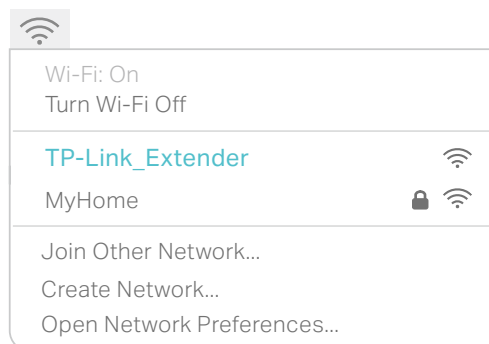 Wi-Fi: On
Turn Wi-Fi Off
TP-Link_Extender
MyHome
Join Other Network...
Create Network...
Open Network Preferences...